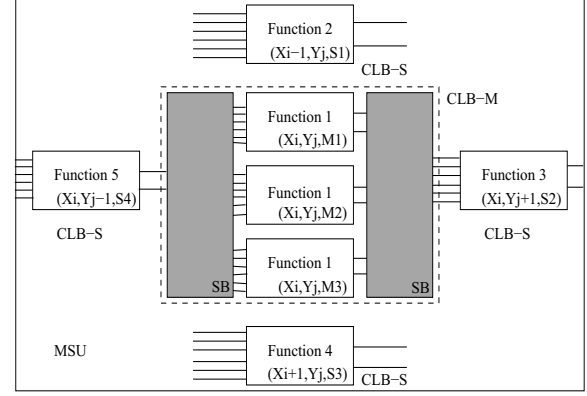 Function 2
(Xi−1,Yj,S1)
CLB−S
CLB−M
Function 1
(Xi,Yj,M1)
Function 5
(Xi,Yj−1,S4)
CLB−S
Function 1
(Xi,Yj,M2)
Function 3
(Xi,Yj+1,S2)
CLB−S
Function 1
(Xi,Yj,M3)
SB
SB
MSU
Function 4
(Xi+1,Yj,S3)
CLB−S